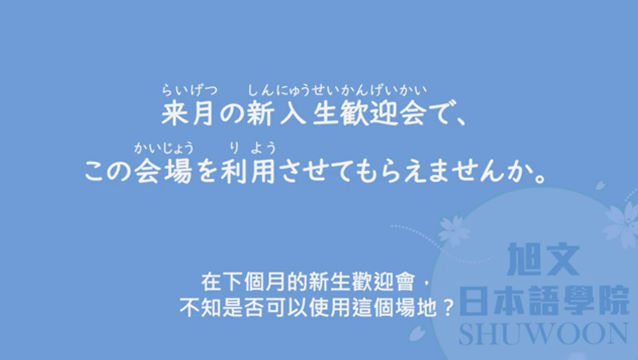 らいげつ しんにゅうせいかんげいかい
来月の新入生歓迎会で、
かいじょう りよう
この会場を利用させてもらえませんか。
在下個月的新生歡迎會，
不知是否可以使用這個場地？
旭文
日本語學院
SHUWOON